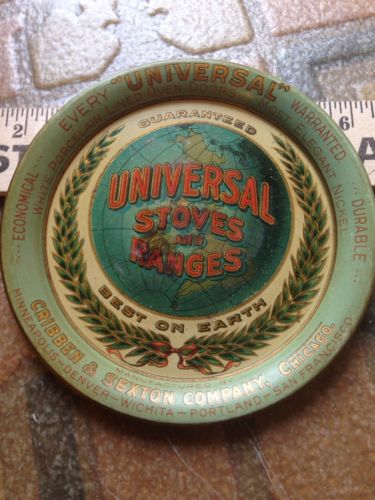 EVERY "UNIVERSAL" WARRANTED
ECONOMICAL ... WHITE PORCELAIN LINED OVEN DOORS ELEGANT NICKEL ... DURABLE
GUARANTEED
UNIVERSAL
STOVES
AND
RANGES
BEST ON EARTH
MANUFACTURED BY
CRIBBEN & SEXTON COMPANY, CHICAGO.
MINNEAPOLIS-DENVER-WICHITA-PORTLAND-SAN FRANCISCO
6